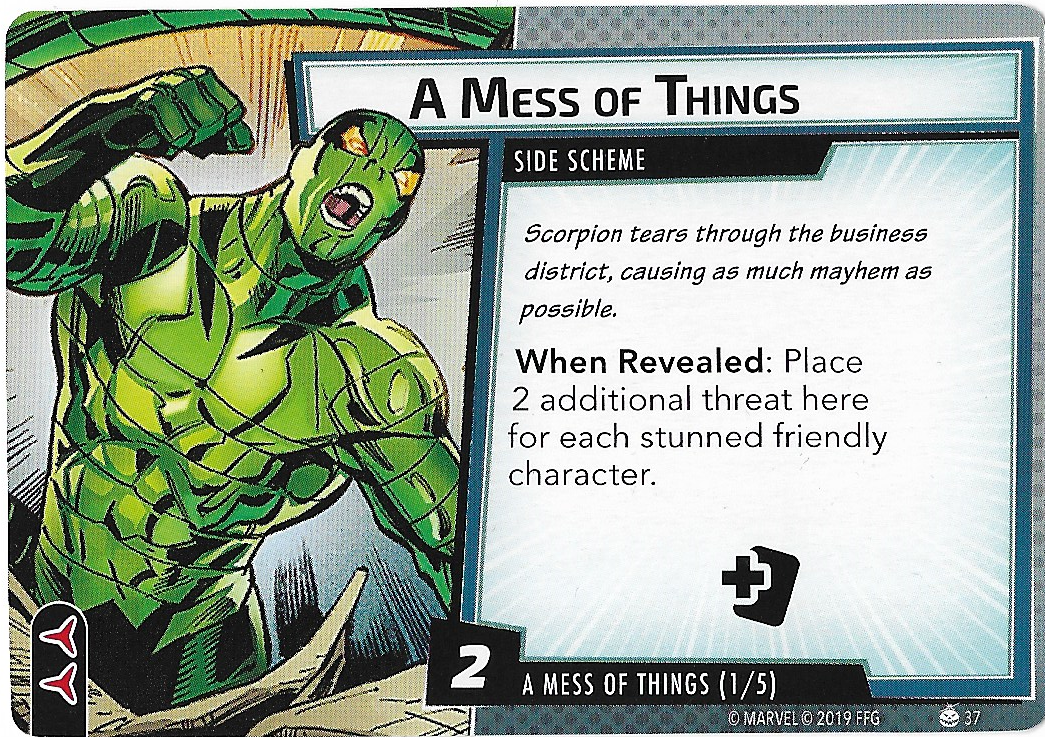 A Mess of Things
SIDE SCHEME
Scorpion tears through the business
district, causing as much mayhem as
possible.
When Revealed: Place
2 additional threat here
for each stunned friendly
character.
2
A MESS OF THINGS (1/5)
© MARVEL © 2019 FFG 37